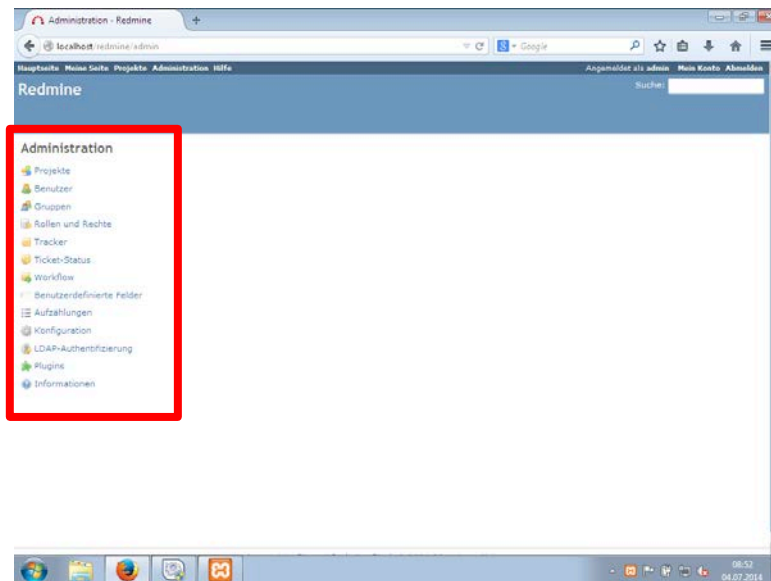 Administration - Redmine
localhost/redmine/admin
Google
Hauptseite Meine Seite Projekte Administration Hilfe
Angemeldet als admin Mein Konto Abmelden
Redmine
Suche:
Administration
Projekte
Benutzer
Gruppen
Rollen und Rechte
Tracker
Ticket-Status
Workflow
Benutzerdefinierte Felder
Aufzählungen
Konfiguration
LDAP-Authentifizierung
Plugins
Informationen
08:52
04.07.2014